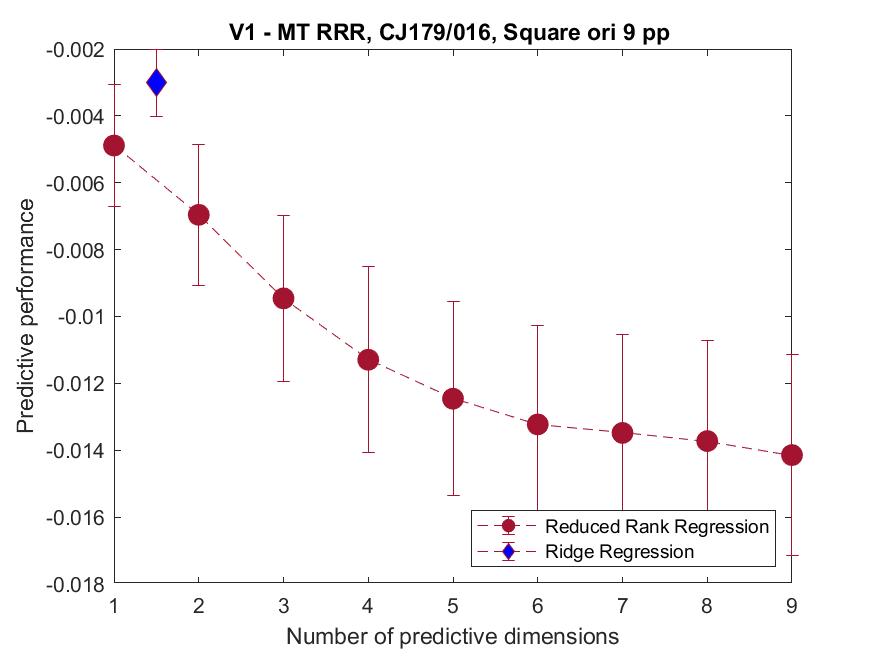 V1 - MT RRR, CJ179/016, Square ori 9 pp
-0.002
-0.004
-0.006
-0.008
-0.01
-0.012
-0.014
-0.016
-0.018
Predictive performance
Reduced Rank Regression
Ridge Regression
1 2 3 4 5 6 7 8 9
Number of predictive dimensions